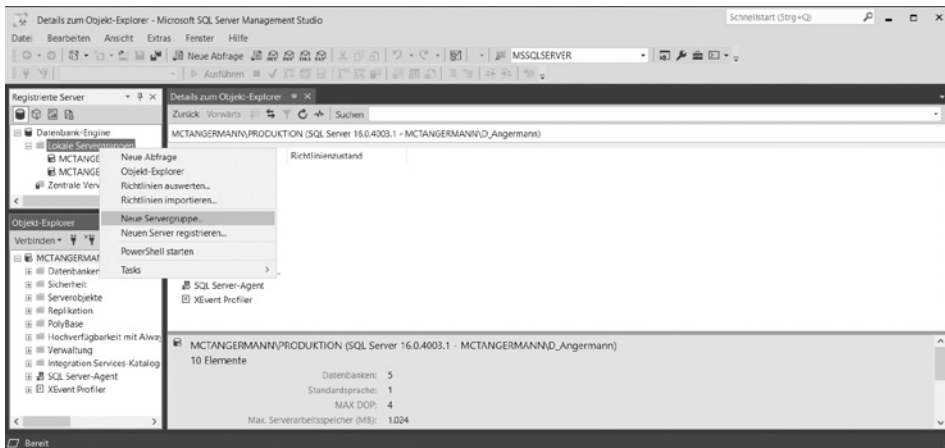 Details zum Objekt-Explorer - Microsoft SQL Server Management Studio
Schnellstart (Strg+Q)
Datei Bearbeiten Ansicht Extras Fenster Hilfe
Neue Abfrage
MSSQLSERVER
Ausführen
Registrierte Server
Details zum Objekt-Explorer
Zurück Vorwärts Suchen
Datenbank-Engine
MCTANGERMANN\PRODUKTION (SQL Server 16.0.4003.1 - MCTANGERMANN\D_Angermann)
Lokale Servergruppen
MCTANGE
MCTANGE
Zentrale Verw
Richtlinienzustand
Neue Abfrage
Objekt-Explorer
Richtlinien auswerten...
Richtlinien importieren...
Neue Servergruppe...
Neuen Server registrieren...
PowerShell starten
Tasks
Objekt-Explorer
Verbinden
MCTANGERMA
Datenbanken
Sicherheit
Serverobjekte
Replikation
PolyBase
Hochverfügbarkeit mit Alway
Verwaltung
Integration Services-Katalog
SQL Server-Agent
XEvent Profiler
SQL Server-Agent
XEvent Profiler
MCTANGERMANN\PRODUKTION (SQL Server 16.0.4003.1 - MCTANGERMANN\D_Angermann)
10 Elemente
Datenbanken: 5
Standardsprache: 1
MAX DOP: 4
Max. Serverarbeitsspeicher (MB): 1.024
Bereit